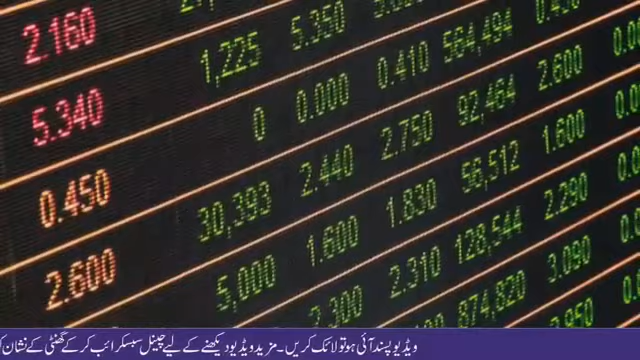 2.160 5.350
1,225 0.410 564,494
5.340 0 0.000 92,464 2.600
0.450 30,393 2.440 2.750 56,512 1.600
2.600 5,000 1.600 1.830 128,544 2.290
2.300 2.310 874,820 3.090
3.950
ویڈیو پسند آئی ہو تو لائک کریں۔ مزید ویڈیو دیکھنے کے لیے چینل سبسکرائب کر کے گھنٹی کے نشان